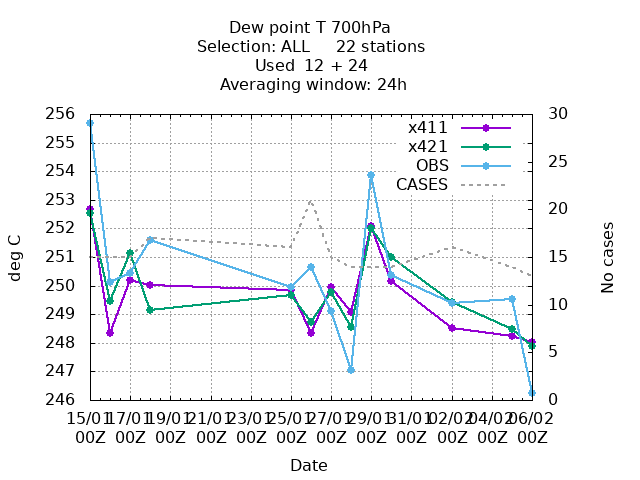 Dew point T 700hPa
Selection: ALL 22 stations
Used 12 + 24
Averaging window: 24h
256
255
254
253
252
251
250
249
248
247
246
deg C
30
25
20
15
10
5
0
No cases
x411
x421
OBS
CASES
15/01 17/01 19/01 21/01 23/01 25/01 27/01 29/01 31/01 02/02 04/02 06/02
00Z 00Z 00Z 00Z 00Z 00Z 00Z 00Z 00Z 00Z 00Z 00Z
Date